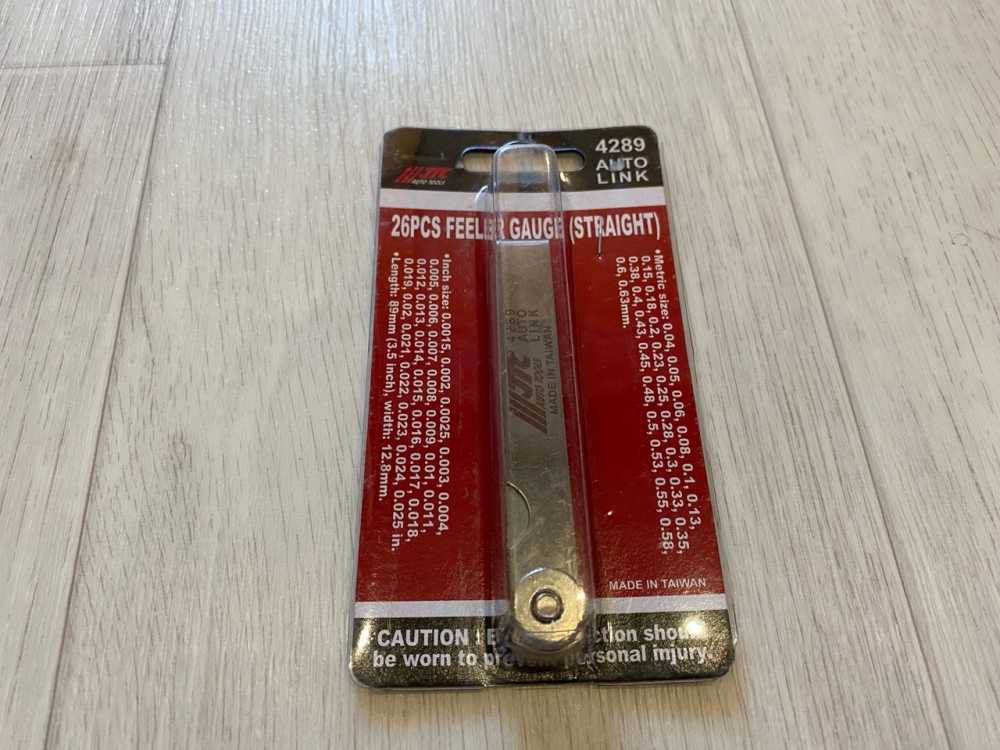 4289
AUTO
LINK
JTC
AUTO TOOLS
26PCS FEELER GAUGE (STRAIGHT)
*Metric size: 0.04, 0.05, 0.06, 0.08, 0.1, 0.13,
0.15, 0.18, 0.2, 0.23, 0.25, 0.28, 0.3, 0.33, 0.35,
0.38, 0.4, 0.43, 0.45, 0.48, 0.5, 0.53, 0.55, 0.58,
0.6, 0.63mm.
*Inch size: 0.0015, 0.002, 0.0025, 0.003, 0.004,
0.005, 0.006, 0.007, 0.008, 0.009, 0.01, 0.011,
0.012, 0.013, 0.014, 0.015, 0.016, 0.017, 0.018,
0.019, 0.02, 0.021, 0.022, 0.023, 0.024, 0.025 in.
*Length: 89mm (3.5 inch), width: 12.8mm.
4289
AUTO
LINK
JTC
AUTO TOOLS
MADE IN TAIWAN
MADE IN TAIWAN
CAUTION : should
be worn to prevent personal injury.